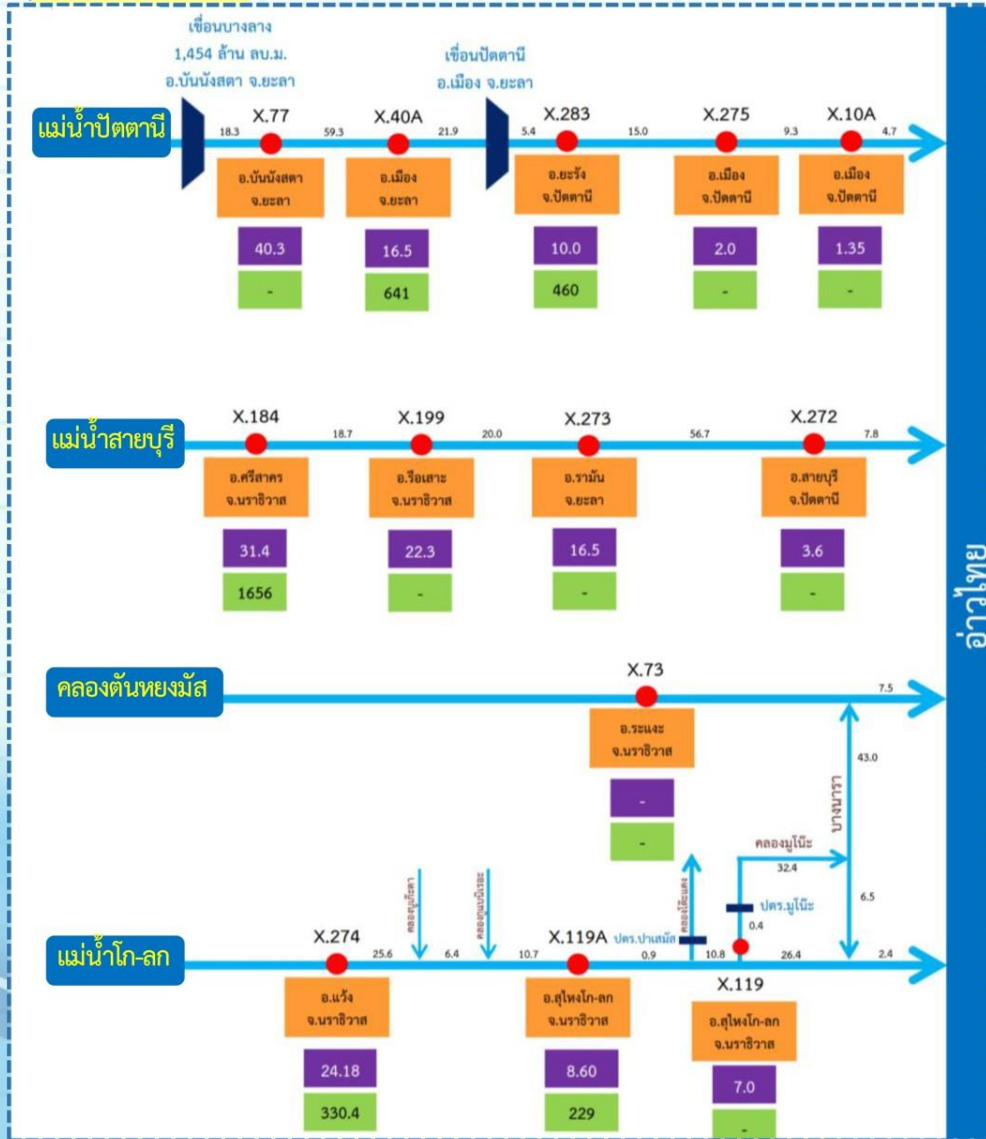 เขื่อนบางลาง
1,454 ล้าน ลบ.ม.
อ.บันนังสตา จ.ยะลา
เขื่อนปัตตานี
อ.เมือง จ.ยะลา
แม่น้ำปัตตานี
X.77
X.40A
X.283
X.275
X.10A
18.3
59.3
21.9
5.4
15.0
9.3
4.7
อ.บันนังสตา
จ.ยะลา
อ.เมือง
จ.ยะลา
อ.ยะรัง
จ.ปัตตานี
อ.เมือง
จ.ปัตตานี
อ.เมือง
จ.ปัตตานี
40.3
16.5
10.0
2.0
1.35
-
641
460
-
-
แม่น้ำสายบุรี
X.184
X.199
X.273
X.272
18.7
20.0
56.7
7.8
อ.ศรีสาคร
จ.นราธิวาส
อ.รือเสาะ
จ.นราธิวาส
อ.รามัน
จ.ยะลา
อ.สายบุรี
จ.ปัตตานี
31.4
22.3
16.5
3.6
1656
-
-
-
อ่าวไทย
คลองตันหยงมัส
X.73
7.5
อ.ระแงะ
จ.นราธิวาส
-
-
43.0
บางนารา
คลองมูโน๊ะ
32.4
6.5
ปตร.มูโน๊ะ
0.4
คลองโต๊ะแดง
ปตร.ปาเสมัส
แม่น้ำโก-ลก
X.274
X.119A
X.119
25.6
6.4
10.7
0.9
10.8
26.4
2.4
อ.แว้ง
จ.นราธิวาส
อ.สุไหงโก-ลก
จ.นราธิวาส
อ.สุไหงโก-ลก
จ.นราธิวาส
24.18
8.60
7.0
330.4
229
-